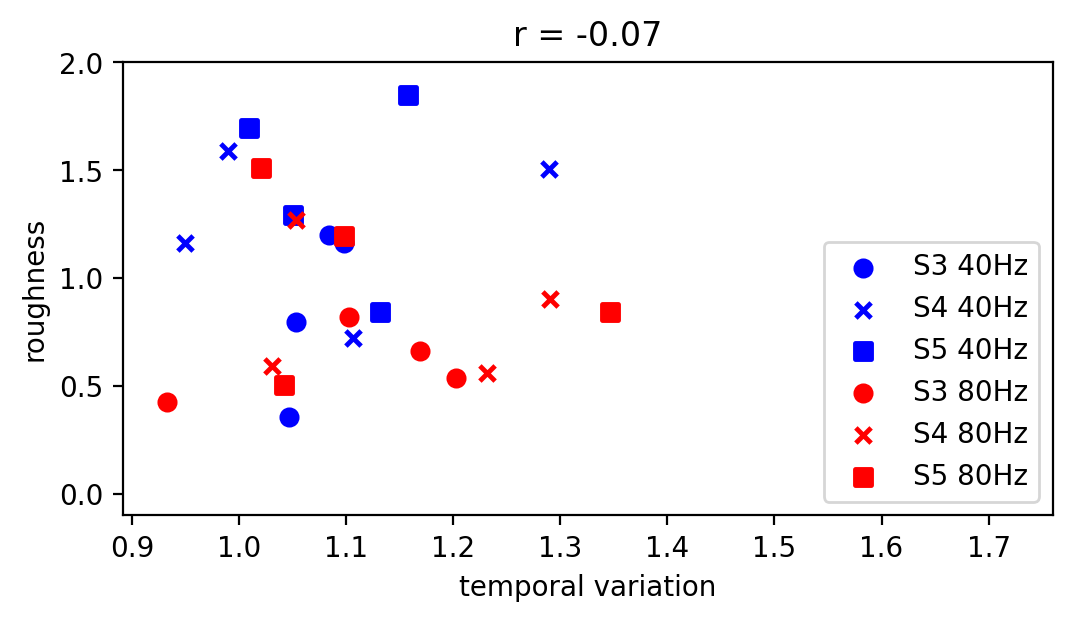 r = -0.07
2.0
1.5
1.0
0.5
0.0
roughness
0.9 1.0 1.1 1.2 1.3 1.4 1.5 1.6 1.7
temporal variation
S3 40Hz
S4 40Hz
S5 40Hz
S3 80Hz
S4 80Hz
S5 80Hz